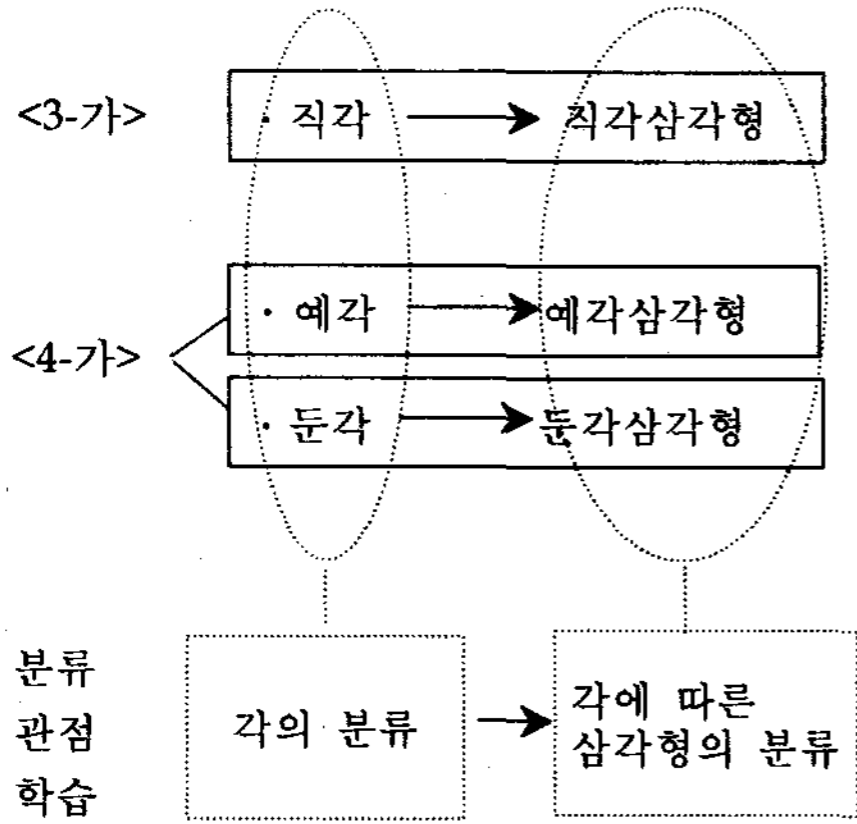 <3-가>
· 직각 직각삼각형
<4-가>
· 예각 예각삼각형
· 둔각 둔각삼각형
분류
관점
학습
각의 분류
각에 따른
삼각형의 분류